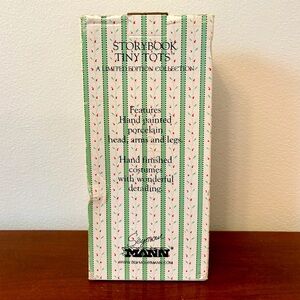 STORYBOOK
TINY TOTS
A LIMITED EDITION COLLECTION
Features
Hand painted
porcelain
head, arms and legs.
Hand finished
costumes
with wonderful
detailing.
Seymour
MANN